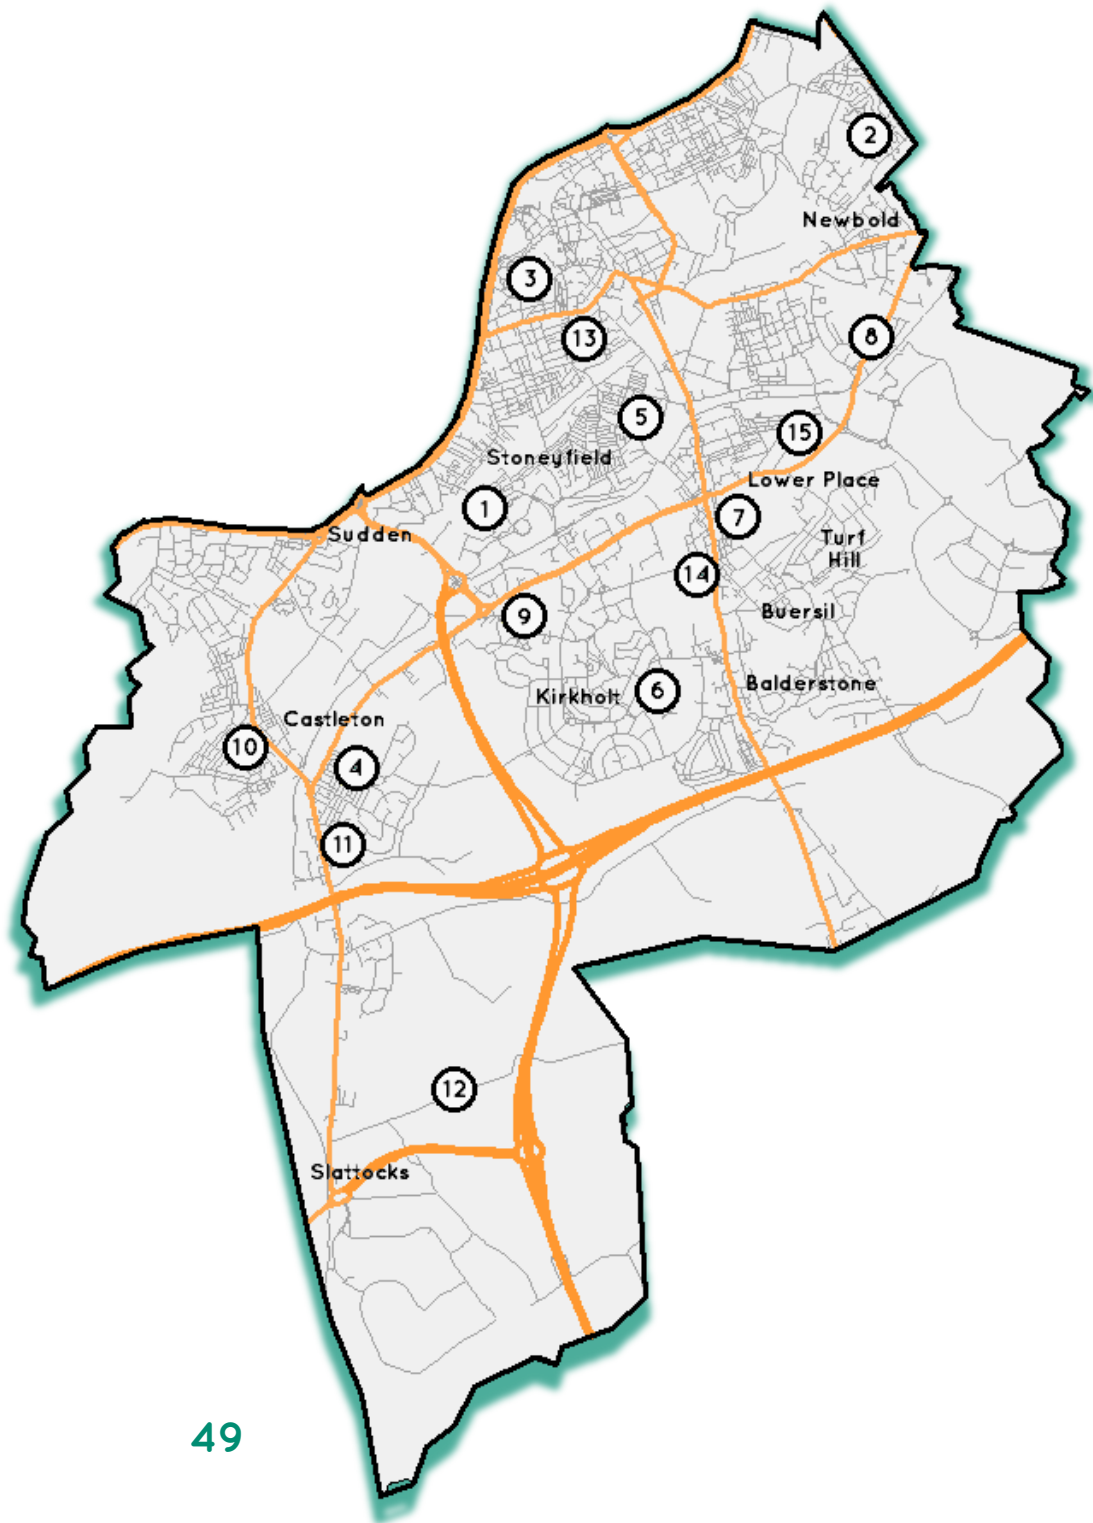 2
Newbold
3
13
8
5
15
Stoneyfield
Lower Place
1
7
Sudden
Turf
Hill
14
9
Buersil
Kirkholt
6
Balderstone
Castleton
10
4
11
12
Slattocks
49